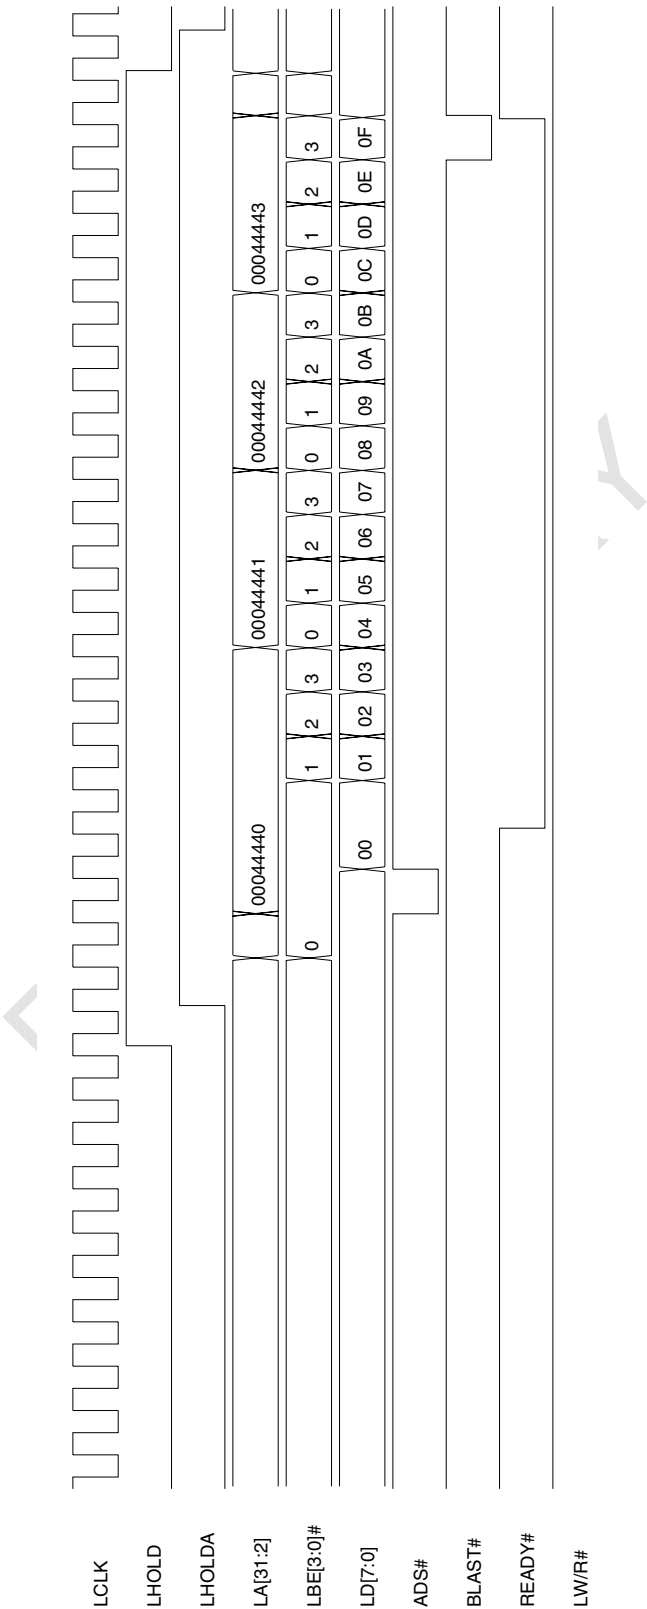 LCLK
LHOLD
LHOLDA
LA[31:2] 00044440 00044441 00044442 00044443
LBE[3:0]# 0 1 2 3 0 1 2 3 0 1 2 3 0 1 2 3
LD[7:0] 00 01 02 03 04 05 06 07 08 09 0A 0B 0C 0D 0E 0F
ADS#
BLAST#
READY#
LW/R#